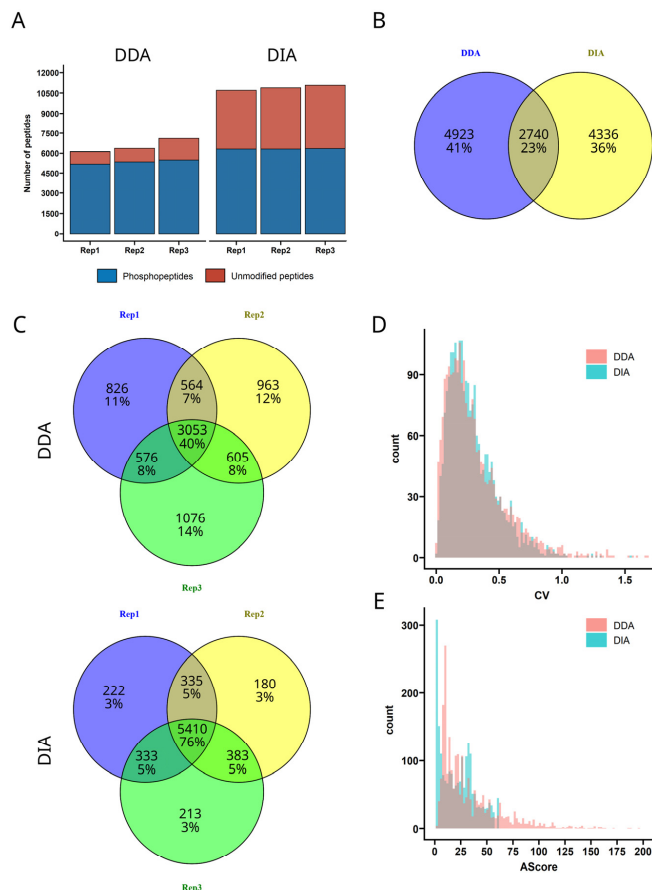 A
DDA
DIA
Number of peptides
12000
10500
9000
7500
6000
4500
3000
1500
0
Rep1
Rep2
Rep3
Rep1
Rep2
Rep3
Phosphopeptides
Unmodified peptides
B
DDA
DIA
4923
41%
2740
23%
4336
36%
C
DDA
Rep1
Rep2
826
11%
564
7%
963
12%
3053
40%
576
8%
605
8%
1076
14%
Rep3
DIA
Rep1
Rep2
222
3%
335
5%
180
3%
5410
76%
333
5%
383
5%
213
3%
Rep3
D
count
90
60
30
0
0.0
0.5
1.0
1.5
CV
DDA
DIA
E
count
300
200
100
0
0
25
50
75
100
125
150
175
200
AScore
DDA
DIA